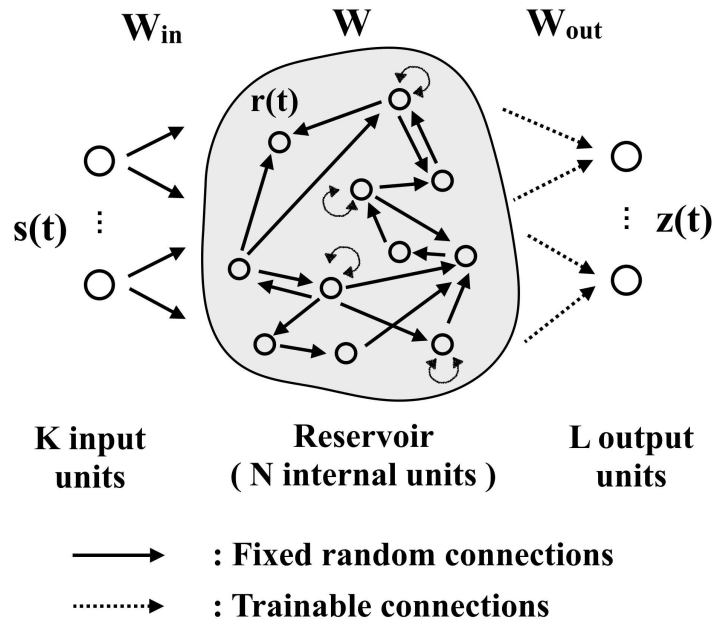 W_in W W_out
r(t)
s(t) ⋮ ⋮ z(t)
K input units
Reservoir
( N internal units )
L output units
: Fixed random connections
: Trainable connections